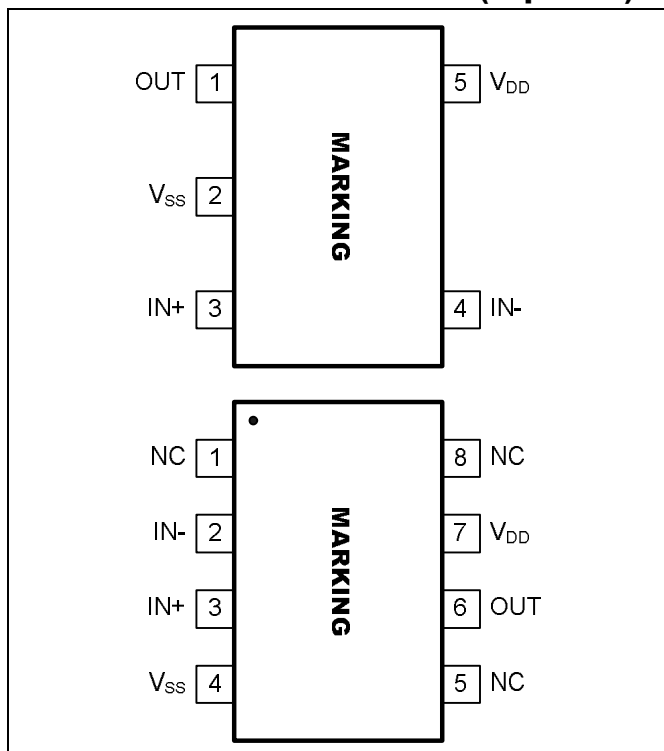 OUT 1
5 VDD
MARKING
VSS 2
IN+ 3
4 IN-
NC 1
8 NC
IN- 2
7 VDD
MARKING
IN+ 3
6 OUT
VSS 4
5 NC